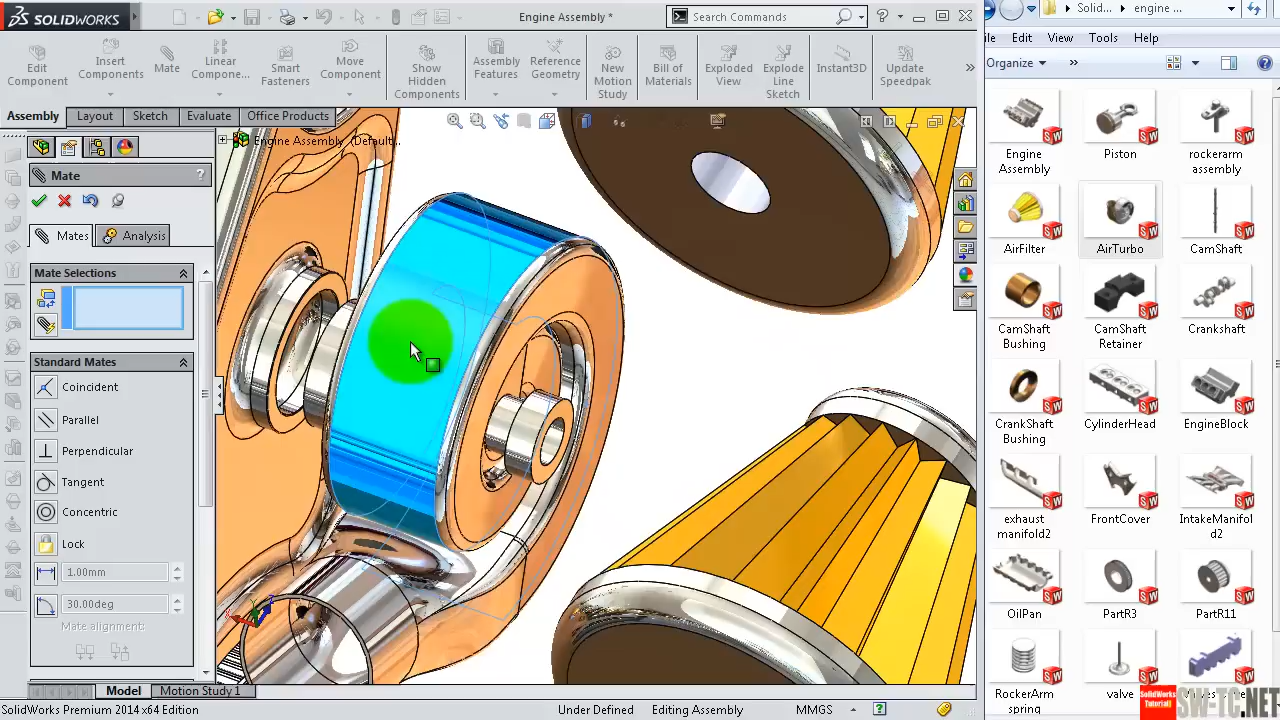 SOLIDWORKS
Engine Assembly *
Search Commands
Solid... ▸ engine ...
Edit Component
Insert Components
Mate
Linear Compone...
Smart Fasteners
Move Component
Show Hidden Components
Assembly Features
Reference Geometry
New Motion Study
Bill of Materials
Exploded View
Explode Line Sketch
Instant3D
Update Speedpak
ile Edit View Tools Help
Organize
Assembly Layout Sketch Evaluate Office Products
Engine Assembly (Default...
Mate
Mates Analysis
Mate Selections
Standard Mates
Coincident
Parallel
Perpendicular
Tangent
Concentric
Lock
1.00mm
30.00deg
Mate alignment:
Engine Assembly
Piston
rockerarm assembly
AirFilter
AirTurbo
CamShaft
CamShaft Bushing
CamShaft Retainer
Crankshaft
CrankShaft Bushing
CylinderHead
EngineBlock
exhaust manifold2
FrontCover
IntakeManifold2
OilPan
PartR3
PartR11
RockerArm spring
valve
Model Motion Study 1
SolidWorks Premium 2014 x64 Edition
Under Defined
Editing Assembly
MMGS
SolidWorks Tutorial
SW-TC.NET